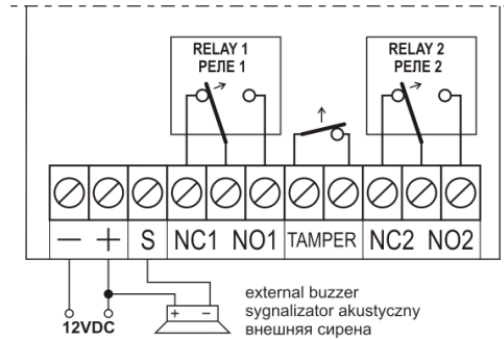 RELAY 1
РЕЛЕ 1
RELAY 2
РЕЛЕ 2
— + S NC1 NO1 TAMPER NC2 NO2
+ −
12VDC
external buzzer
sygnalizator akustyczny
внешняя сирена